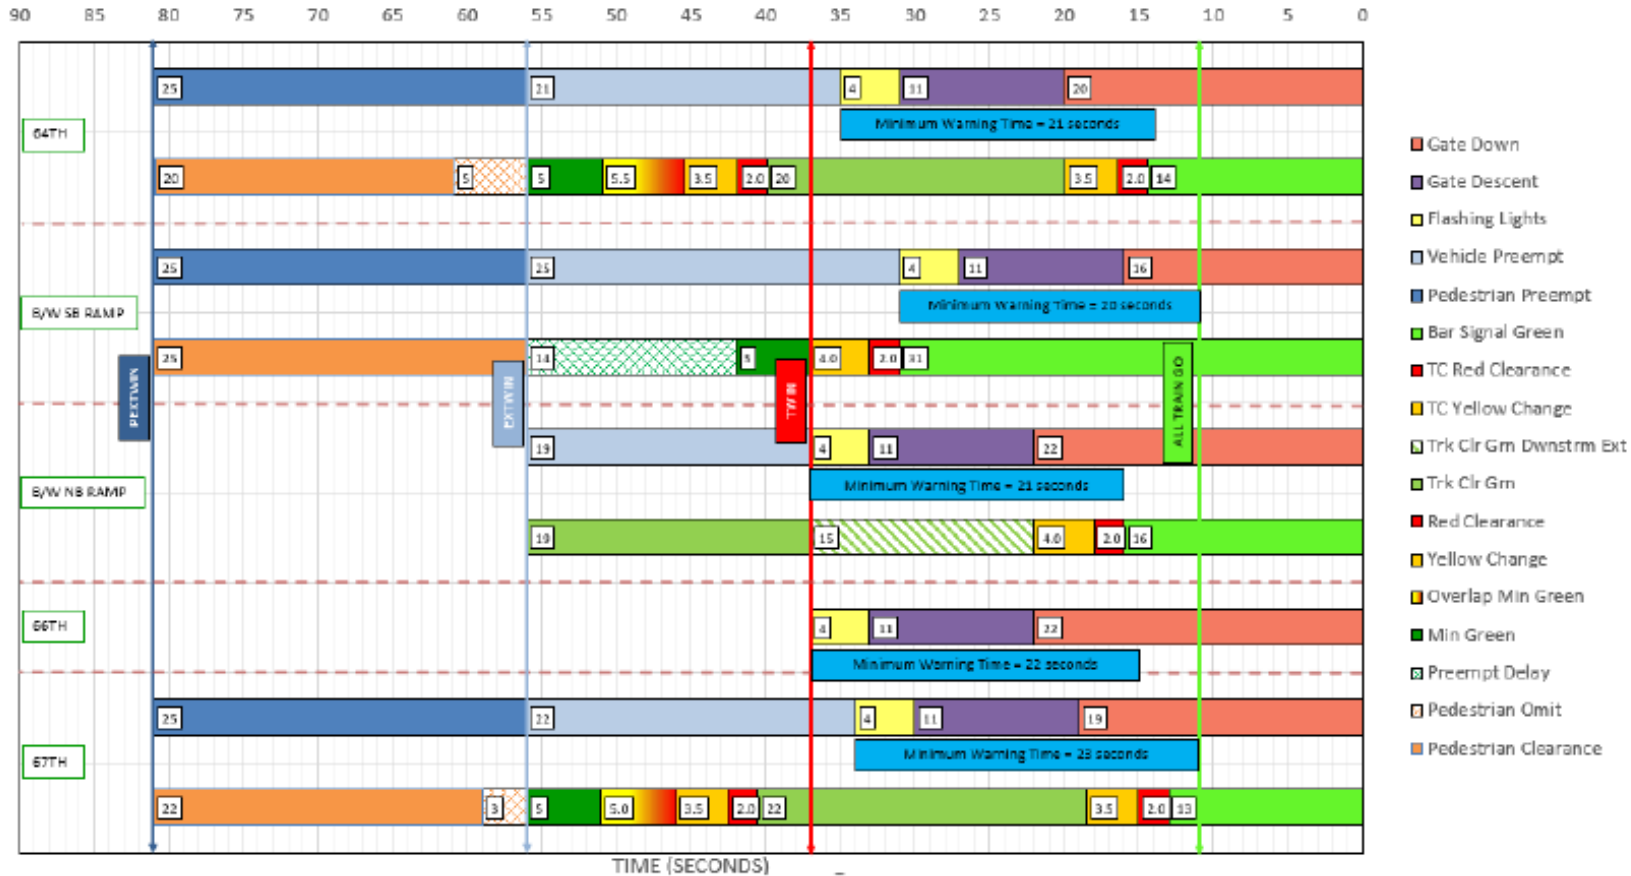 90 85 80 75 70 65 60 55 50 45 40 35 30 25 20 15 10 5 0
25 21 4 11 20
Minimum Warning Time = 21 seconds
64TH
20 5 5 5.5 3.5 2.0 20 3.5 2.0 14
25 25 4 11 16
Minimum Warning Time = 20 seconds
B/W SB RAMP
25 14 5 4.0 2.0 31
PEXTWIN
EXTWIN
TWIN
ALL TRAIN GO
19 4 11 22
Minimum Warning Time = 21 seconds
B/W NB RAMP
19 15 4.0 2.0 16
66TH
4 11 22
Minimum Warning Time = 22 seconds
25 22 4 11 19
Minimum Warning Time = 23 seconds
67TH
22 3 5 5.0 3.5 2.0 22 3.5 2.0 13
TIME (SECONDS)
Gate Down
Gate Descent
Flashing Lights
Vehicle Preempt
Pedestrian Preempt
Bar Signal Green
TC Red Clearance
TC Yellow Change
Trk Clr Grn Dwnstrm Ext
Trk Clr Grn
Red Clearance
Yellow Change
Overlap Min Green
Min Green
Preempt Delay
Pedestrian Omit
Pedestrian Clearance